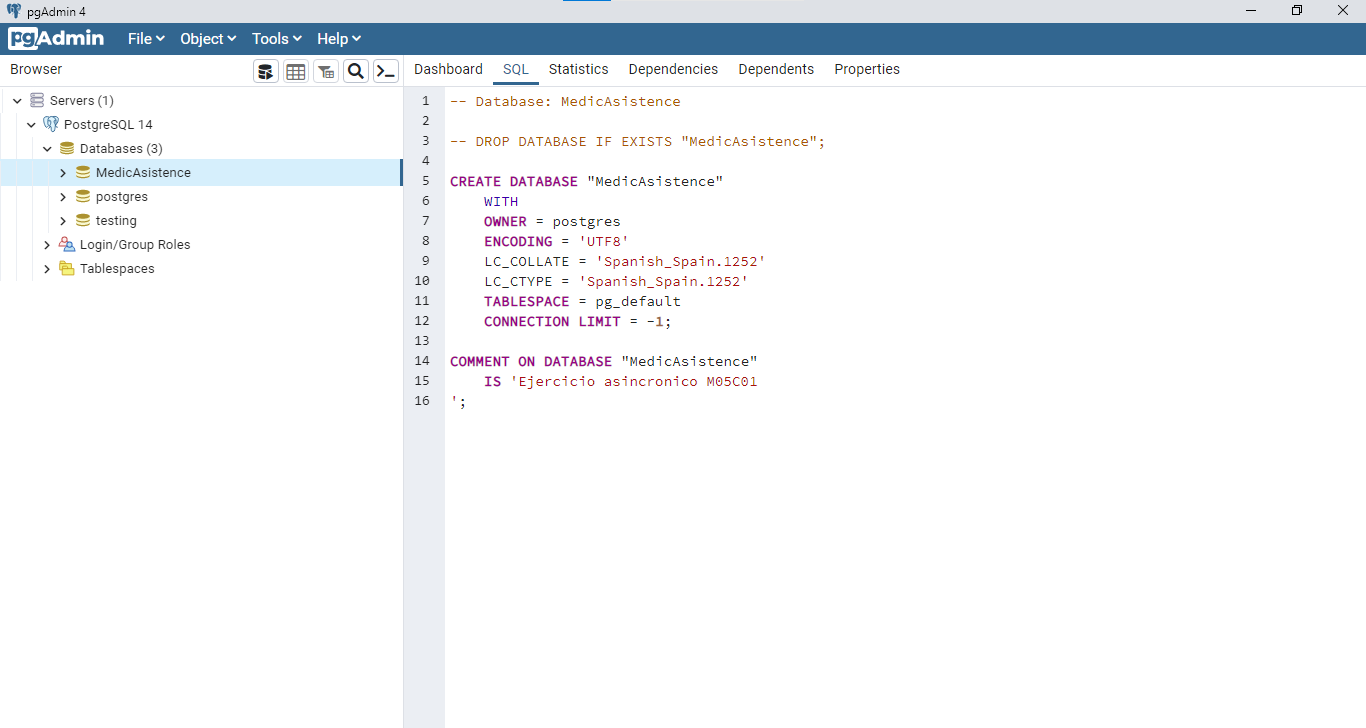 pgAdmin 4
pgAdmin File Object Tools Help
Browser
Dashboard SQL Statistics Dependencies Dependents Properties
Servers (1)
PostgreSQL 14
Databases (3)
MedicAsistence
postgres
testing
Login/Group Roles
Tablespaces
1 -- Database: MedicAsistence
2
3 -- DROP DATABASE IF EXISTS "MedicAsistence";
4
5 CREATE DATABASE "MedicAsistence"
6     WITH
7     OWNER = postgres
8     ENCODING = 'UTF8'
9     LC_COLLATE = 'Spanish_Spain.1252'
10     LC_CTYPE = 'Spanish_Spain.1252'
11     TABLESPACE = pg_default
12     CONNECTION LIMIT = -1;
13
14 COMMENT ON DATABASE "MedicAsistence"
15     IS 'Ejercicio asincronico M05C01
16 ';